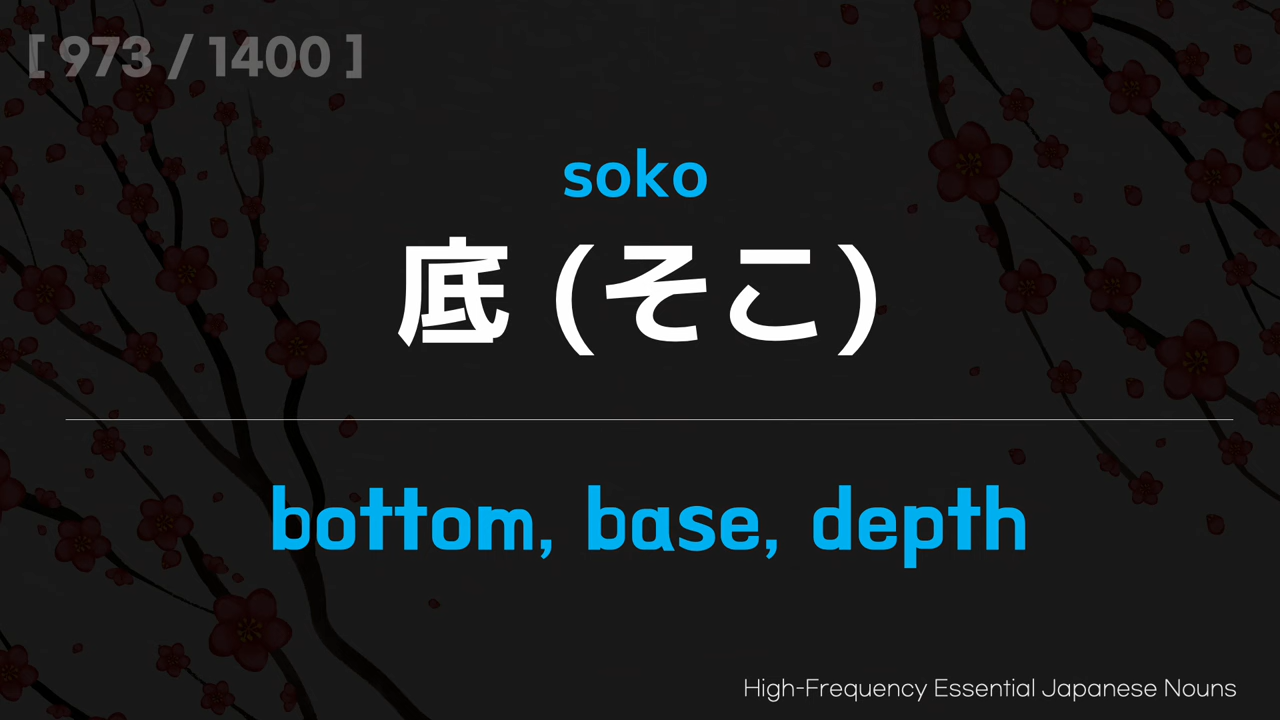 [ 973 / 1400 ]
soko
底 (そこ)
bottom, base, depth
High-Frequency Essential Japanese Nouns